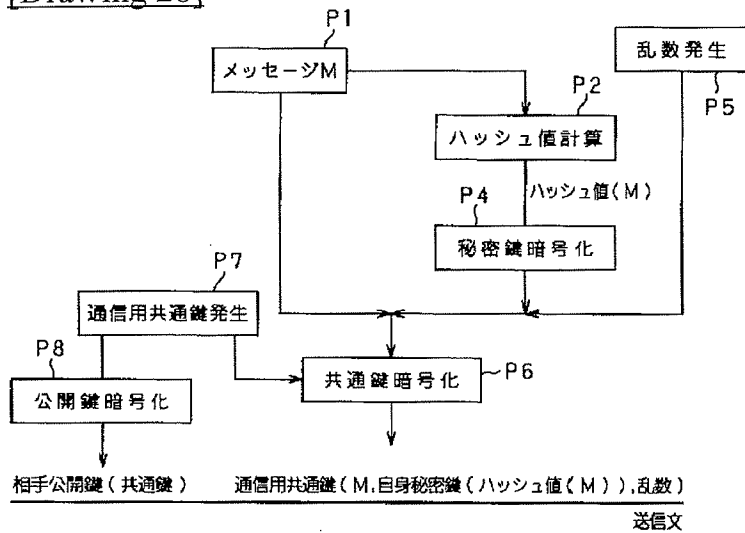 P1
メッセージM
乱数発生
P5
P2
ハッシュ値計算
ハッシュ値(M)
P4
秘密鍵暗号化
P7
通信用共通鍵発生
P8
公開鍵暗号化
共通鍵暗号化
P6
相手公開鍵(共通鍵)
通信用共通鍵(M,自身秘密鍵(ハッシュ値(M)),乱数)
送信文